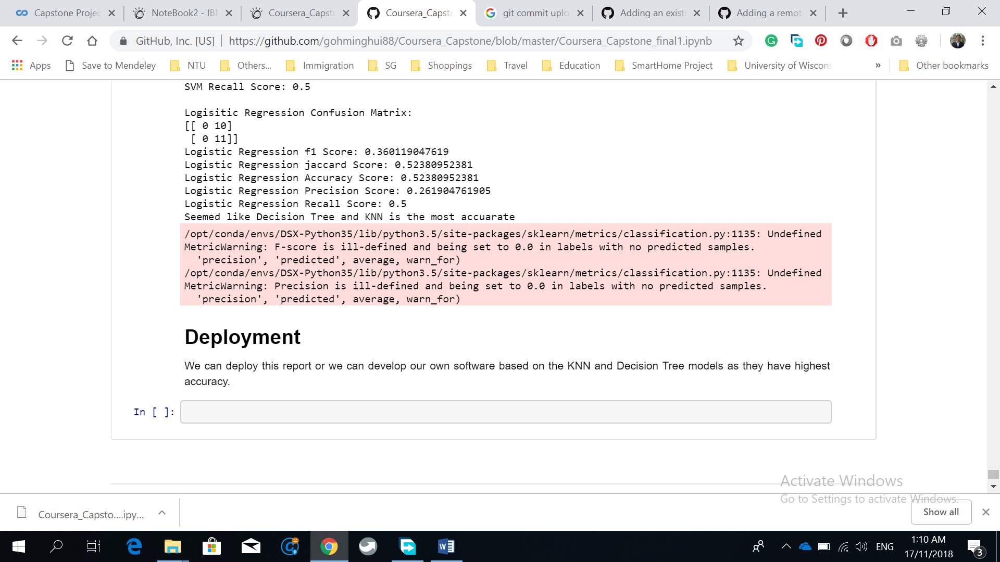 Capstone Projec
NoteBook2 - IBM
Coursera_Capsto
Coursera_Capsto
git commit uplo
Adding an existi
Adding a remot
GitHub, Inc. [US] | https://github.com/gohminghui88/Coursera_Capstone/blob/master/Coursera_Capstone_final1.ipynb
Apps
Save to Mendeley
NTU
Others...
Immigration
SG
Shoppings
Travel
Education
SmartHome Project
University of Wiscons
»
Other bookmarks
SVM Recall Score: 0.5
Logisitic Regression Confusion Matrix:
[[ 0 10]
[ 0 11]]
Logistic Regression f1 Score: 0.360119047619
Logistic Regression jaccard Score: 0.52380952381
Logistic Regression Accuracy Score: 0.52380952381
Logistic Regression Precision Score: 0.261904761905
Logistic Regression Recall Score: 0.5
Seemed like Decision Tree and KNN is the most accuarate
/opt/conda/envs/DSX-Python35/lib/python3.5/site-packages/sklearn/metrics/classification.py:1135: Undefined
MetricWarning: F-score is ill-defined and being set to 0.0 in labels with no predicted samples.
'precision', 'predicted', average, warn_for)
/opt/conda/envs/DSX-Python35/lib/python3.5/site-packages/sklearn/metrics/classification.py:1135: Undefined
MetricWarning: Precision is ill-defined and being set to 0.0 in labels with no predicted samples.
'precision', 'predicted', average, warn_for)
Deployment
We can deploy this report or we can develop our own software based on the KNN and Decision Tree models as they have highest
accuracy.
In [ ]:
Activate Windows
Go to Settings to activate Windows.
Coursera_Capsto....ipy...
Show all
ENG
1:10 AM
17/11/2018
3